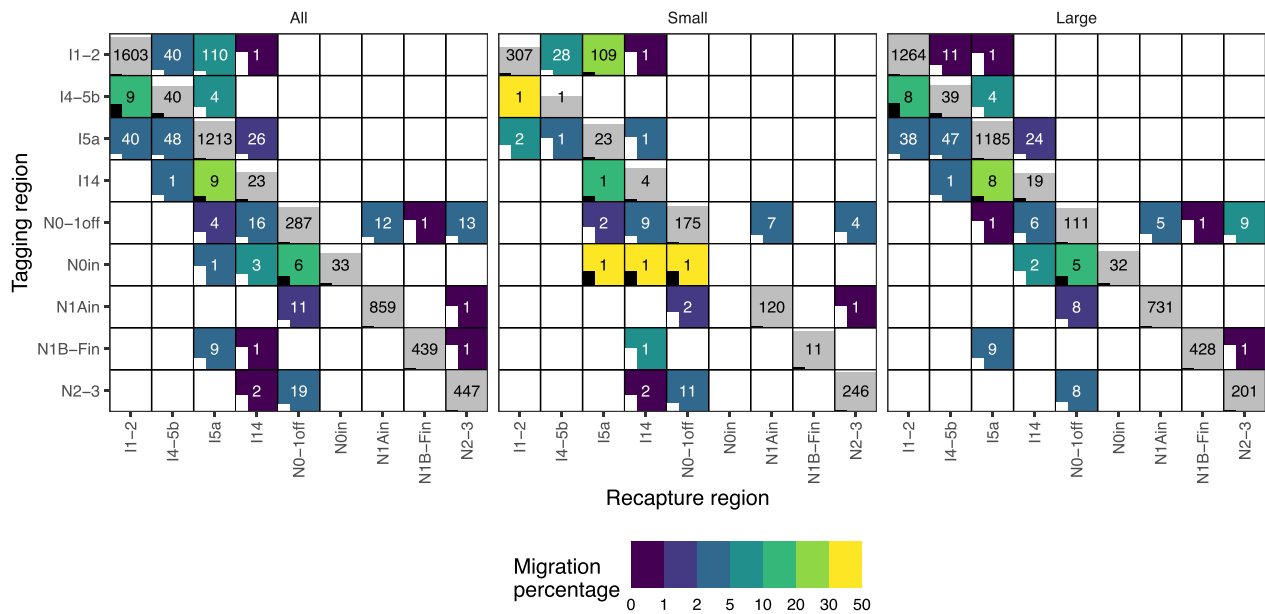 All Small Large
I1−2 1603 40 110 1 307 28 109 1 1264 11 1
I4−5b 9 40 4 1 1 8 39 4
I5a 40 48 1213 26 2 1 23 1 38 47 1185 24
I14 1 9 23 1 4 1 8 19
N0−1off 4 16 287 12 1 13 2 9 175 7 4 1 6 111 5 1 9
N0in 1 3 6 33 1 1 1 2 5 32
N1Ain 11 859 1 2 120 1 8 731
N1B−Fin 9 1 439 1 1 11 9 428 1
N2−3 2 19 447 2 11 246 8 201
Tagging region
I1−2 I4−5b I5a I14 N0−1off N0in N1Ain N1B−Fin N2−3 I1−2 I4−5b I5a I14 N0−1off N0in N1Ain N1B−Fin N2−3 I1−2 I4−5b I5a I14 N0−1off N0in N1Ain N1B−Fin N2−3
Recapture region
Migration
percentage
0 1 2 5 10 20 30 50